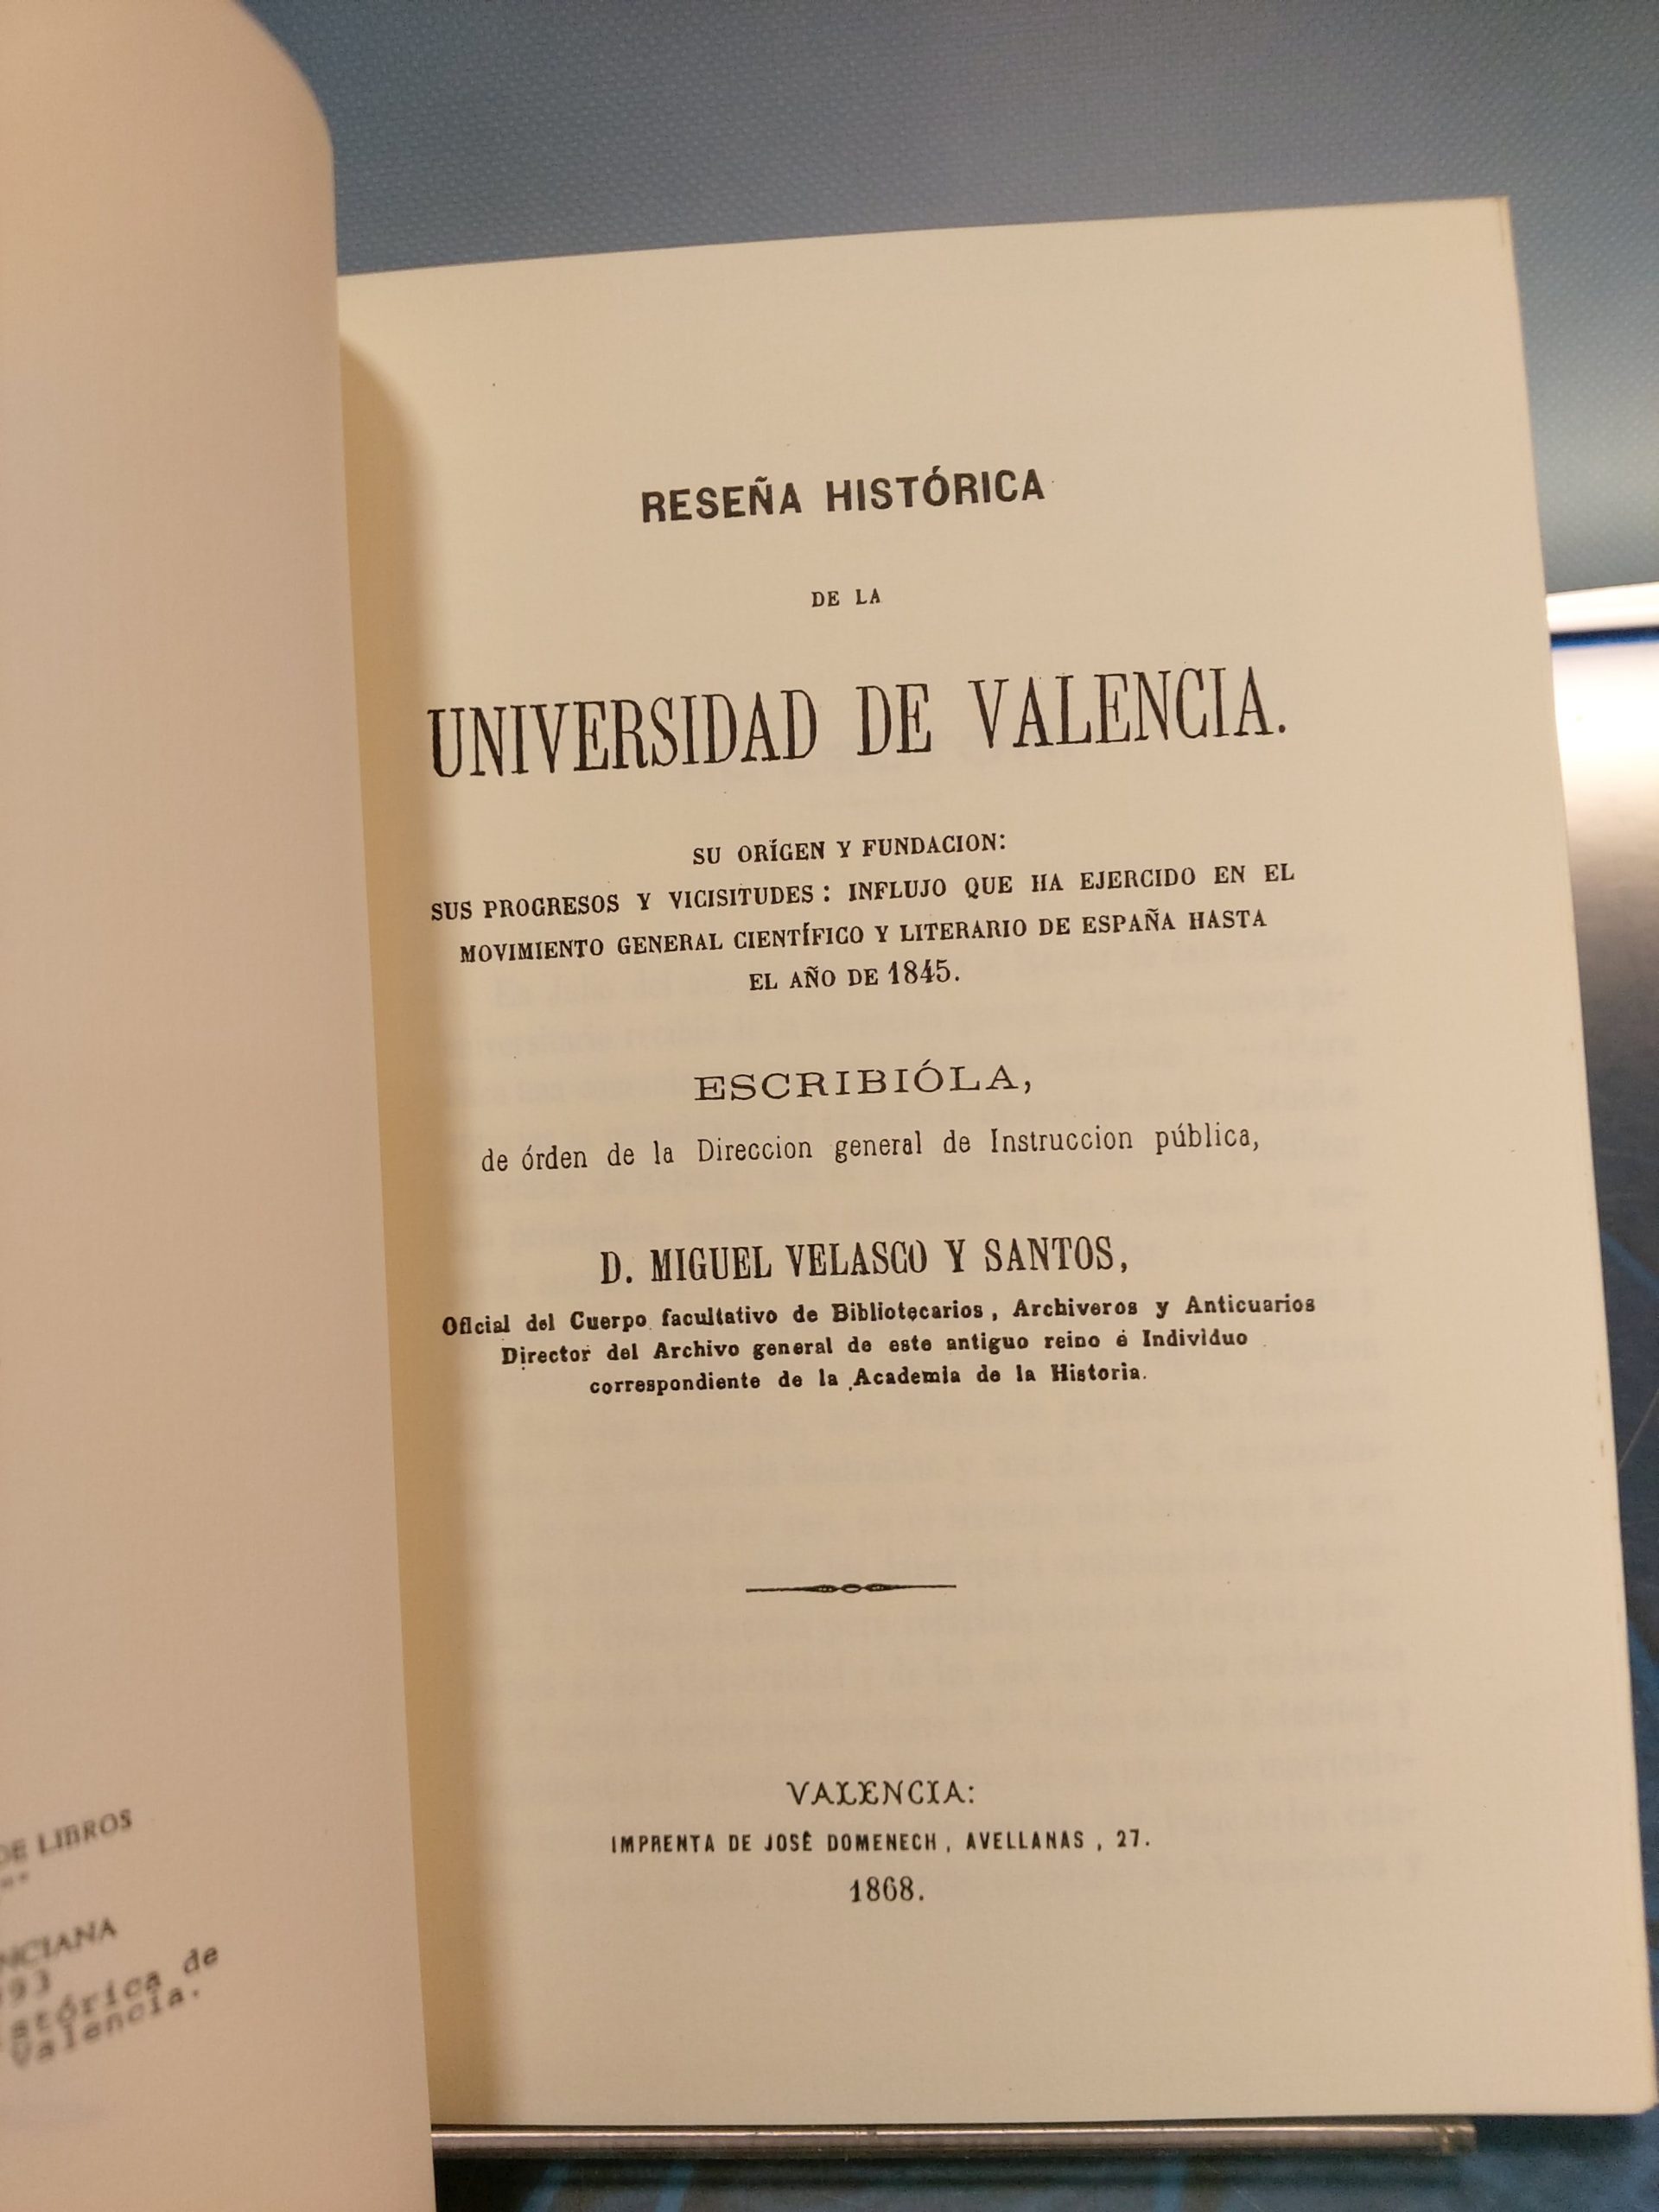 DE LIBROS
NCIANA
93
stórica de
Valencia.
RESEÑA HISTÓRICA
DE LA
UNIVERSIDAD DE VALENCIA.
SU ORÍGEN Y FUNDACION:
SUS PROGRESOS Y VICISITUDES: INFLUJO QUE HA EJERCIDO EN EL
MOVIMIENTO GENERAL CIENTÍFICO Y LITERARIO DE ESPAÑA HASTA
EL AÑO DE 1845.
ESCRIBIÓLA,
de órden de la Direccion general de Instruccion pública,
D. MIGUEL VELASCO Y SANTOS,
Oficial del Cuerpo facultativo de Bibliotecarios, Archiveros y Anticuarios
Director del Archivo general de este antiguo reino é Individuo
correspondiente de la Academia de la Historia.
VALENCIA:
IMPRENTA DE JOSÉ DOMENECH, AVELLANAS, 27.
1868.